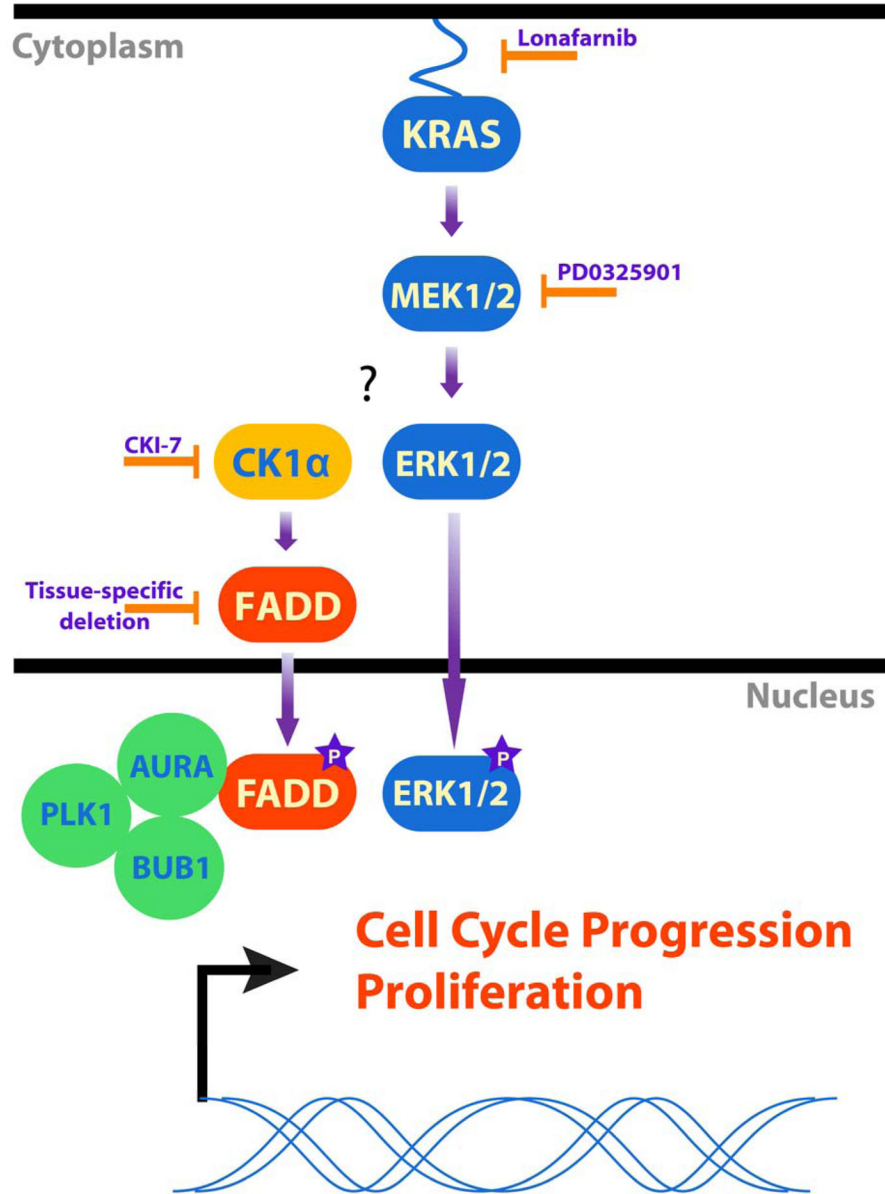 Cytoplasm
Lonafarnib
KRAS
MEK1/2
PD0325901
?
CKI-7
CK1α
ERK1/2
Tissue-specific
deletion
FADD
Nucleus
AURA
PLK1
BUB1
P
FADD
P
ERK1/2
Cell Cycle Progression
Proliferation